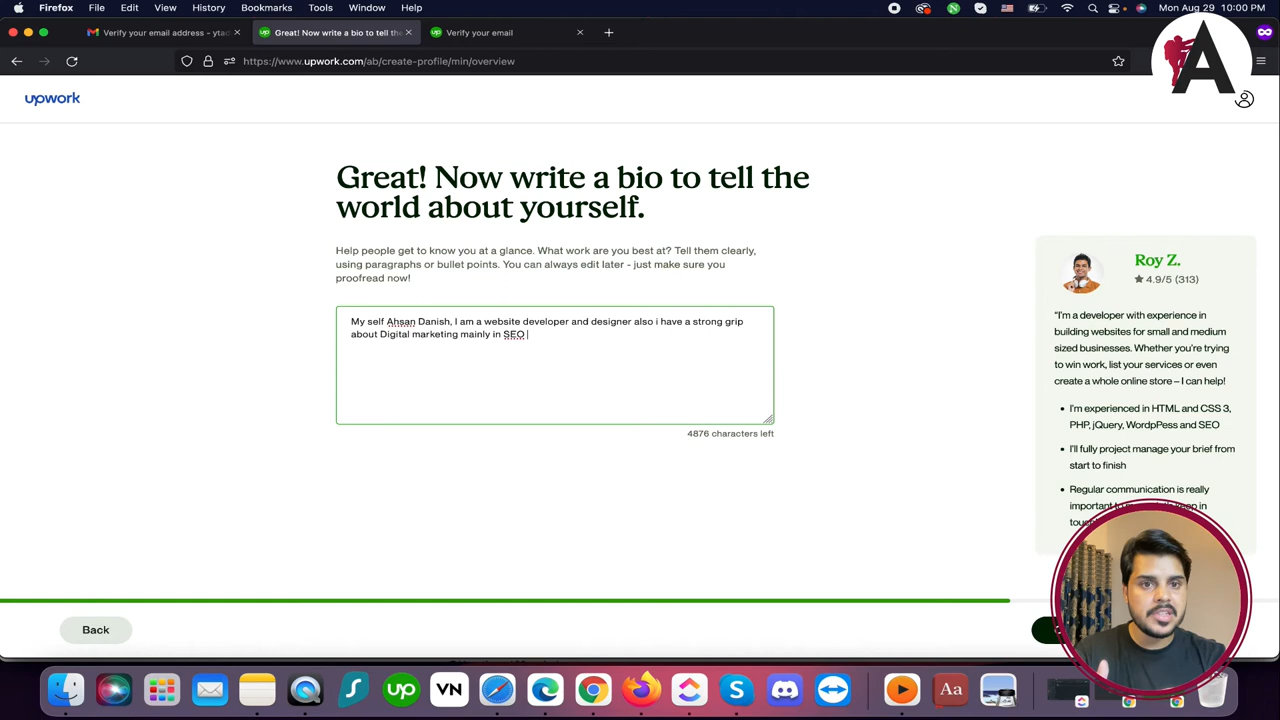 Firefox File Edit View History Bookmarks Tools Window Help
Mon Aug 29 10:00 PM
Verify your email address - ytad
Great! Now write a bio to tell the
Verify your email
https://www.upwork.com/ab/create-profile/min/overview
A
upwork
Great! Now write a bio to tell the
world about yourself.
Help people get to know you at a glance. What work are you best at? Tell them clearly,
using paragraphs or bullet points. You can always edit later - just make sure you
proofread now!
My self Ahsan Danish, I am a website developer and designer also i have a strong grip
about Digital marketing mainly in SEO
4876 characters left
Roy Z.
4.9/5 (313)
"I'm a developer with experience in
building websites for small and medium
sized businesses. Whether you're trying
to win work, list your services or even
create a whole online store – I can help!
• I'm experienced in HTML and CSS 3,
PHP, jQuery, WordPess and SEO
• I'll fully project manage your brief from
start to finish
• Regular communication is really
important to keep in
Back
up
VN
Aa